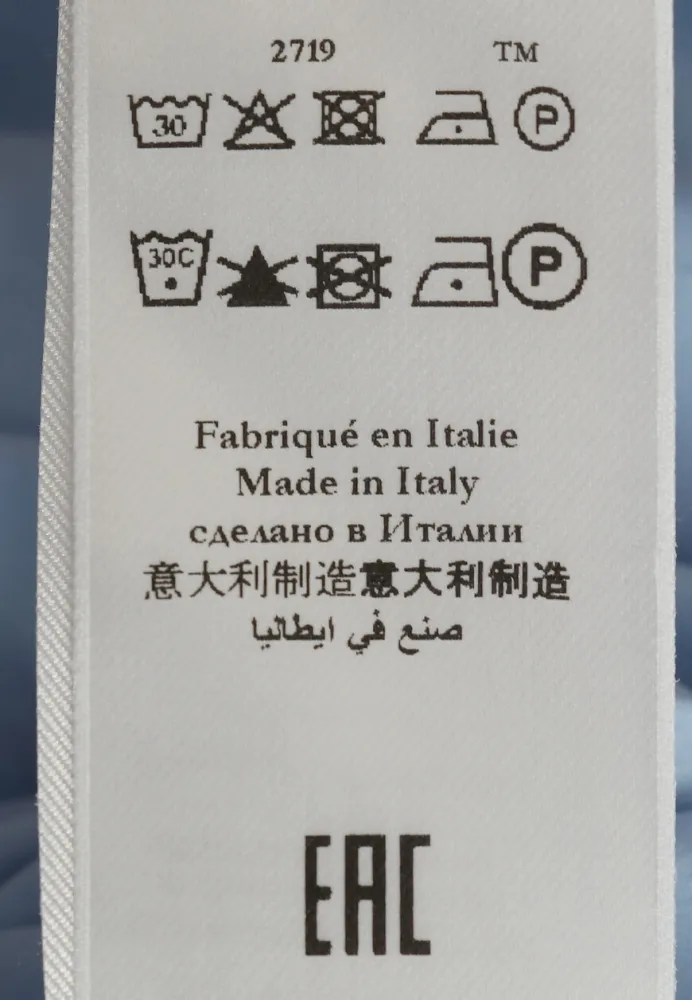 2719 TM
30 P
30C P
Fabriqué en Italie
Made in Italy
сделано в Италии
意大利制造意大利制造
صنع في ايطاليا
EAC